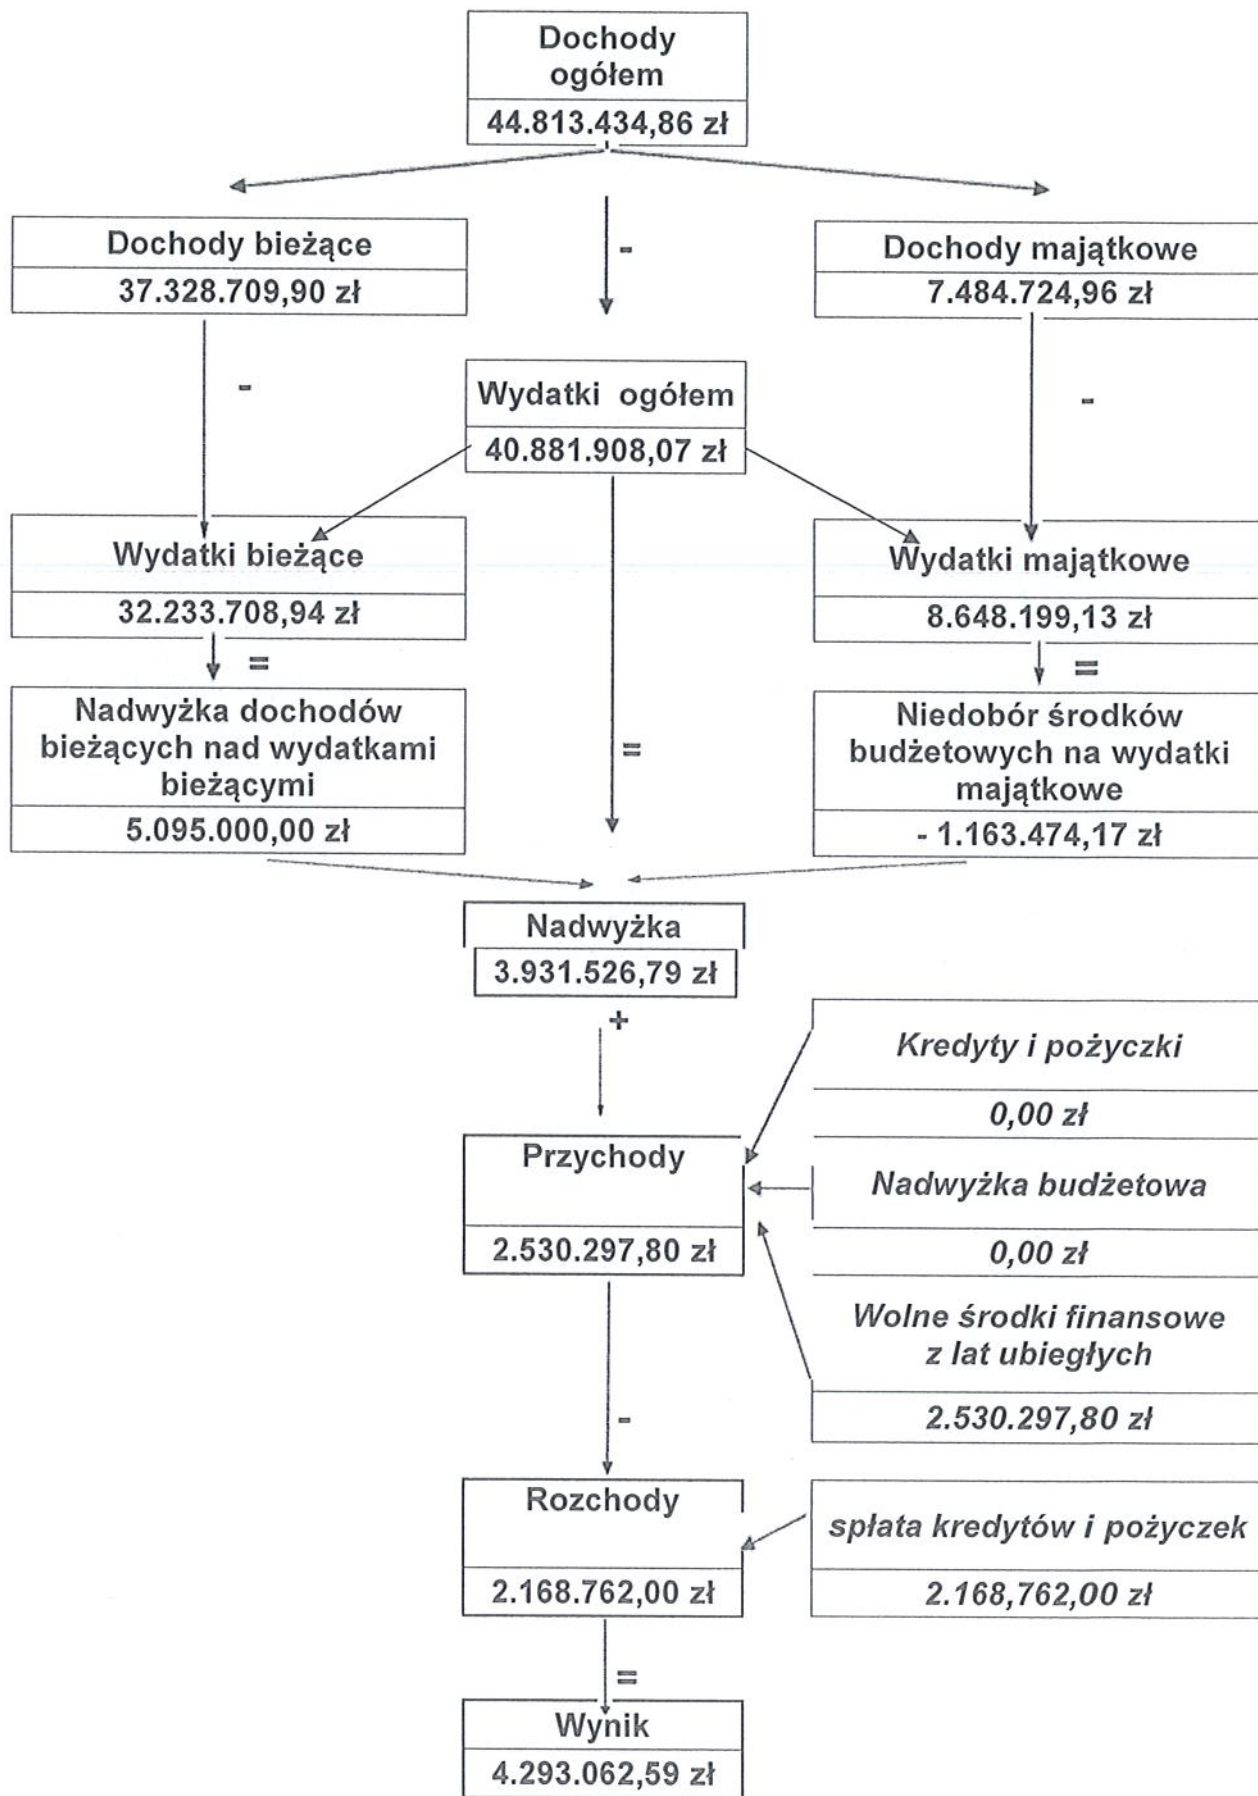 Dochody
ogółem
44.813.434,86 zł
Dochody bieżące
37.328.709,90 zł
-
Dochody majątkowe
7.484.724,96 zł
-
Wydatki ogółem
40.881.908,07 zł
-
Wydatki bieżące
32.233.708,94 zł
=
Wydatki majątkowe
8.648.199,13 zł
=
Nadwyżka dochodów
bieżących nad wydatkami
bieżącymi
5.095.000,00 zł
=
Niedobór środków
budżetowych na wydatki
majątkowe
- 1.163.474,17 zł
Nadwyżka
3.931.526,79 zł
+
Kredyty i pożyczki
0,00 zł
Przychody
2.530.297,80 zł
Nadwyżka budżetowa
0,00 zł
Wolne środki finansowe
z lat ubiegłych
2.530.297,80 zł
-
Rozchody
2.168.762,00 zł
spłata kredytów i pożyczek
2.168,762,00 zł
=
Wynik
4.293.062,59 zł